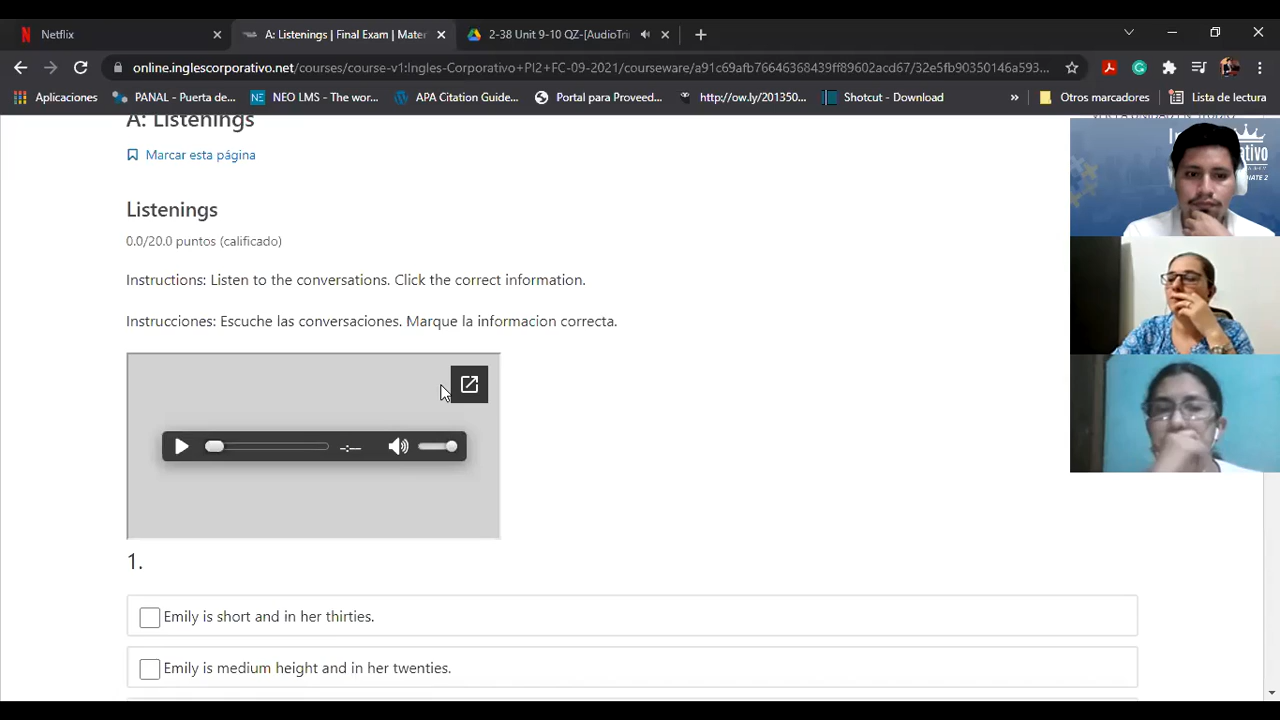 Netflix
A: Listenings | Final Exam | Mate
2-38 Unit 9-10 QZ-[AudioTri
online.inglescorporativo.net/courses/course-v1:Ingles-Corporativo+PI2+FC-09-2021/courseware/a91c69afb76646368439ff89602acd67/32e5fb90350146a593...
Aplicaciones
PANAL - Puerta de...
NEO LMS - The wor...
APA Citation Guide...
Portal para Proveed...
http://ow.ly/201350...
Shotcut - Download
»
Otros marcadores
Lista de lectura
A: Listenings
Marcar esta página
Listenings
0.0/20.0 puntos (calificado)
Instructions: Listen to the conversations. Click the correct information.
Instrucciones: Escuche las conversaciones. Marque la informacion correcta.
-:--
1.
Emily is short and in her thirties.
Emily is medium height and in her twenties.